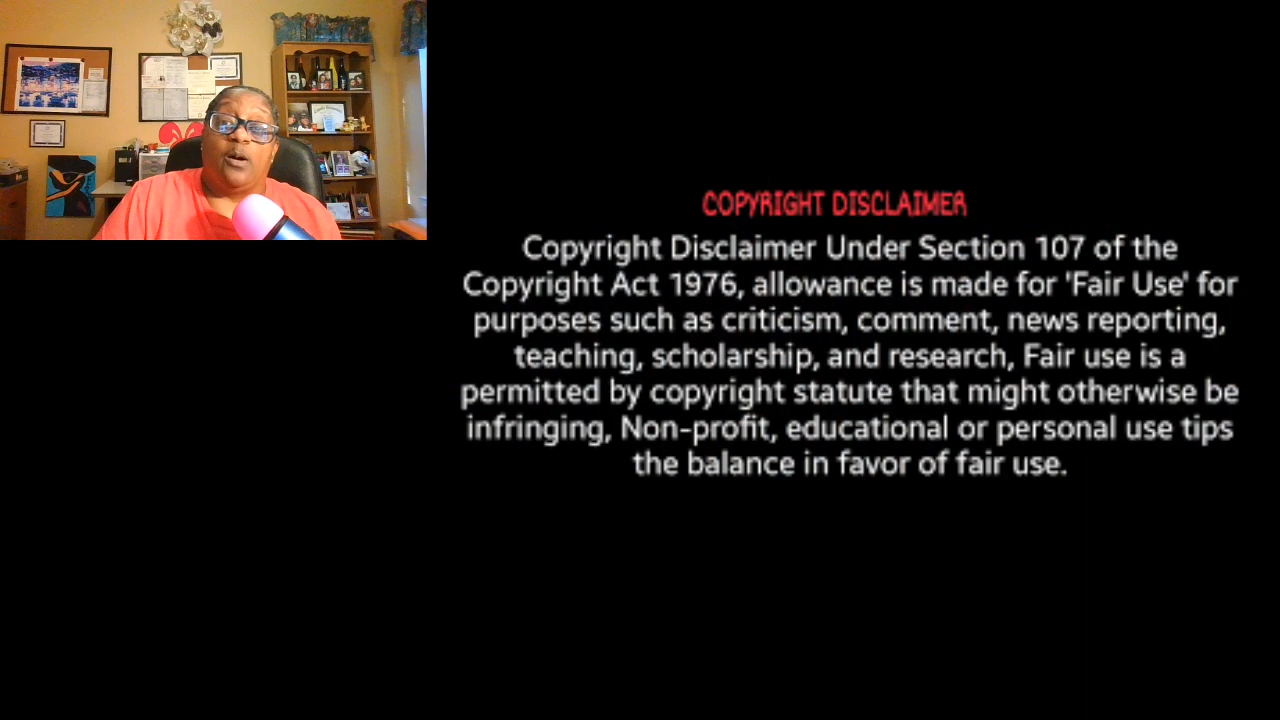 COPYRIGHT DISCLAIMER
Copyright Disclaimer Under Section 107 of the
Copyright Act 1976, allowance is made for 'Fair Use' for
purposes such as criticism, comment, news reporting,
teaching, scholarship, and research, Fair use is a
permitted by copyright statute that might otherwise be
infringing, Non-profit, educational or personal use tips
the balance in favor of fair use.